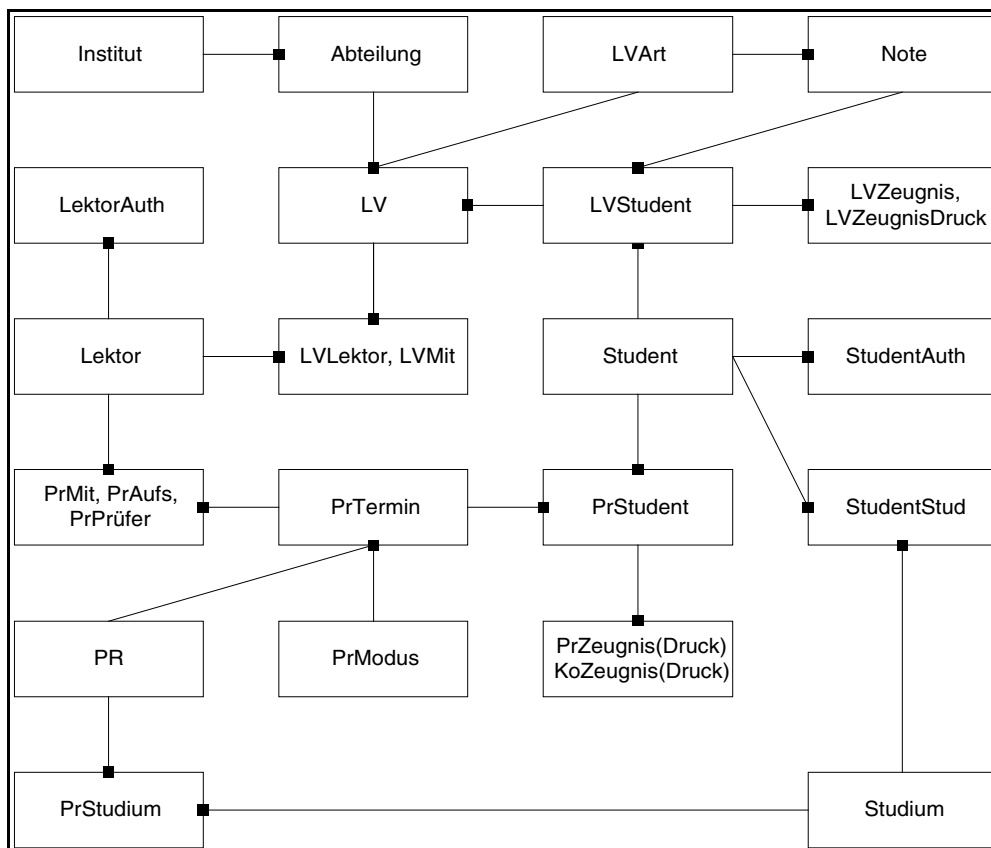 Institut
Abteilung
LVArt
Note
LektorAuth
LV
LVStudent
LVZeugnis,
LVZeugnisDruck
Lektor
LVLektor, LVMit
Student
StudentAuth
PrMit, PrAufs,
PrPrüfer
PrTermin
PrStudent
StudentStud
PR
PrModus
PrZeugnis(Druck)
KoZeugnis(Druck)
PrStudium
Studium